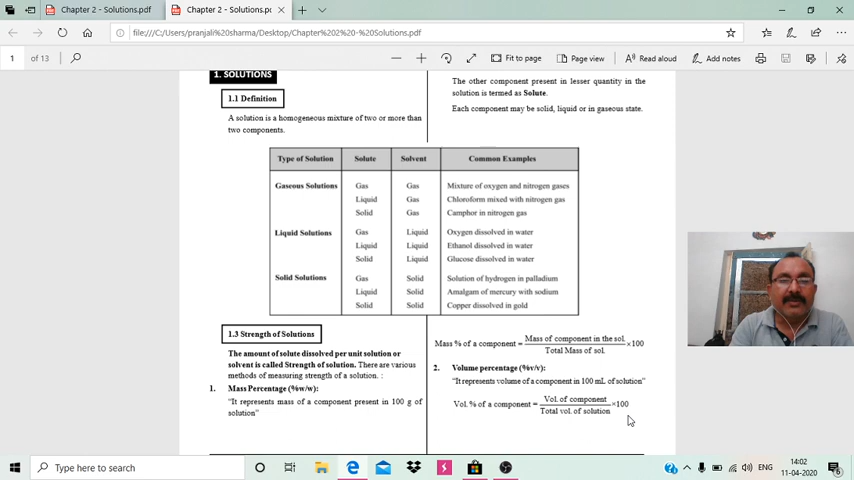 Chapter 2 - Solutions.pdf
Chapter 2 - Solutions.pd
file:///C:/Users/pranjali%20sharma/Desktop/Chapter%202%20-%20Solutions.pdf
1 of 13
Fit to page
Page view
Read aloud
Add notes
1. SOLUTIONS
1.1 Definition
A solution is a homogeneous mixture of two or more than
two components.
The other component present in lesser quantity in the
solution is termed as Solute.
Each component may be solid, liquid or in gaseous state.
Type of Solution Solute Solvent Common Examples
Gaseous Solutions Gas Gas Mixture of oxygen and nitrogen gases
Liquid Gas Chloroform mixed with nitrogen gas
Solid Gas Camphor in nitrogen gas
Liquid Solutions Gas Liquid Oxygen dissolved in water
Liquid Liquid Ethanol dissolved in water
Solid Liquid Glucose dissolved in water
Solid Solutions Gas Solid Solution of hydrogen in palladium
Liquid Solid Amalgam of mercury with sodium
Solid Solid Copper dissolved in gold
1.3 Strength of Solutions
The amount of solute dissolved per unit solution or
solvent is called Strength of solution. There are various
methods of measuring strength of a solution. :
1. Mass Percentage (%w/w):
"It represents mass of a component present in 100 g of
solution"
Mass % of a component = Mass of component in the sol. / Total Mass of sol. ×100
2. Volume percentage (%v/v):
"It represents volume of a component in 100 mL of solution"
Vol. % of a component = Vol. of component / Total vol. of solution ×100
Type here to search
ENG
14:02
11-04-2020
6